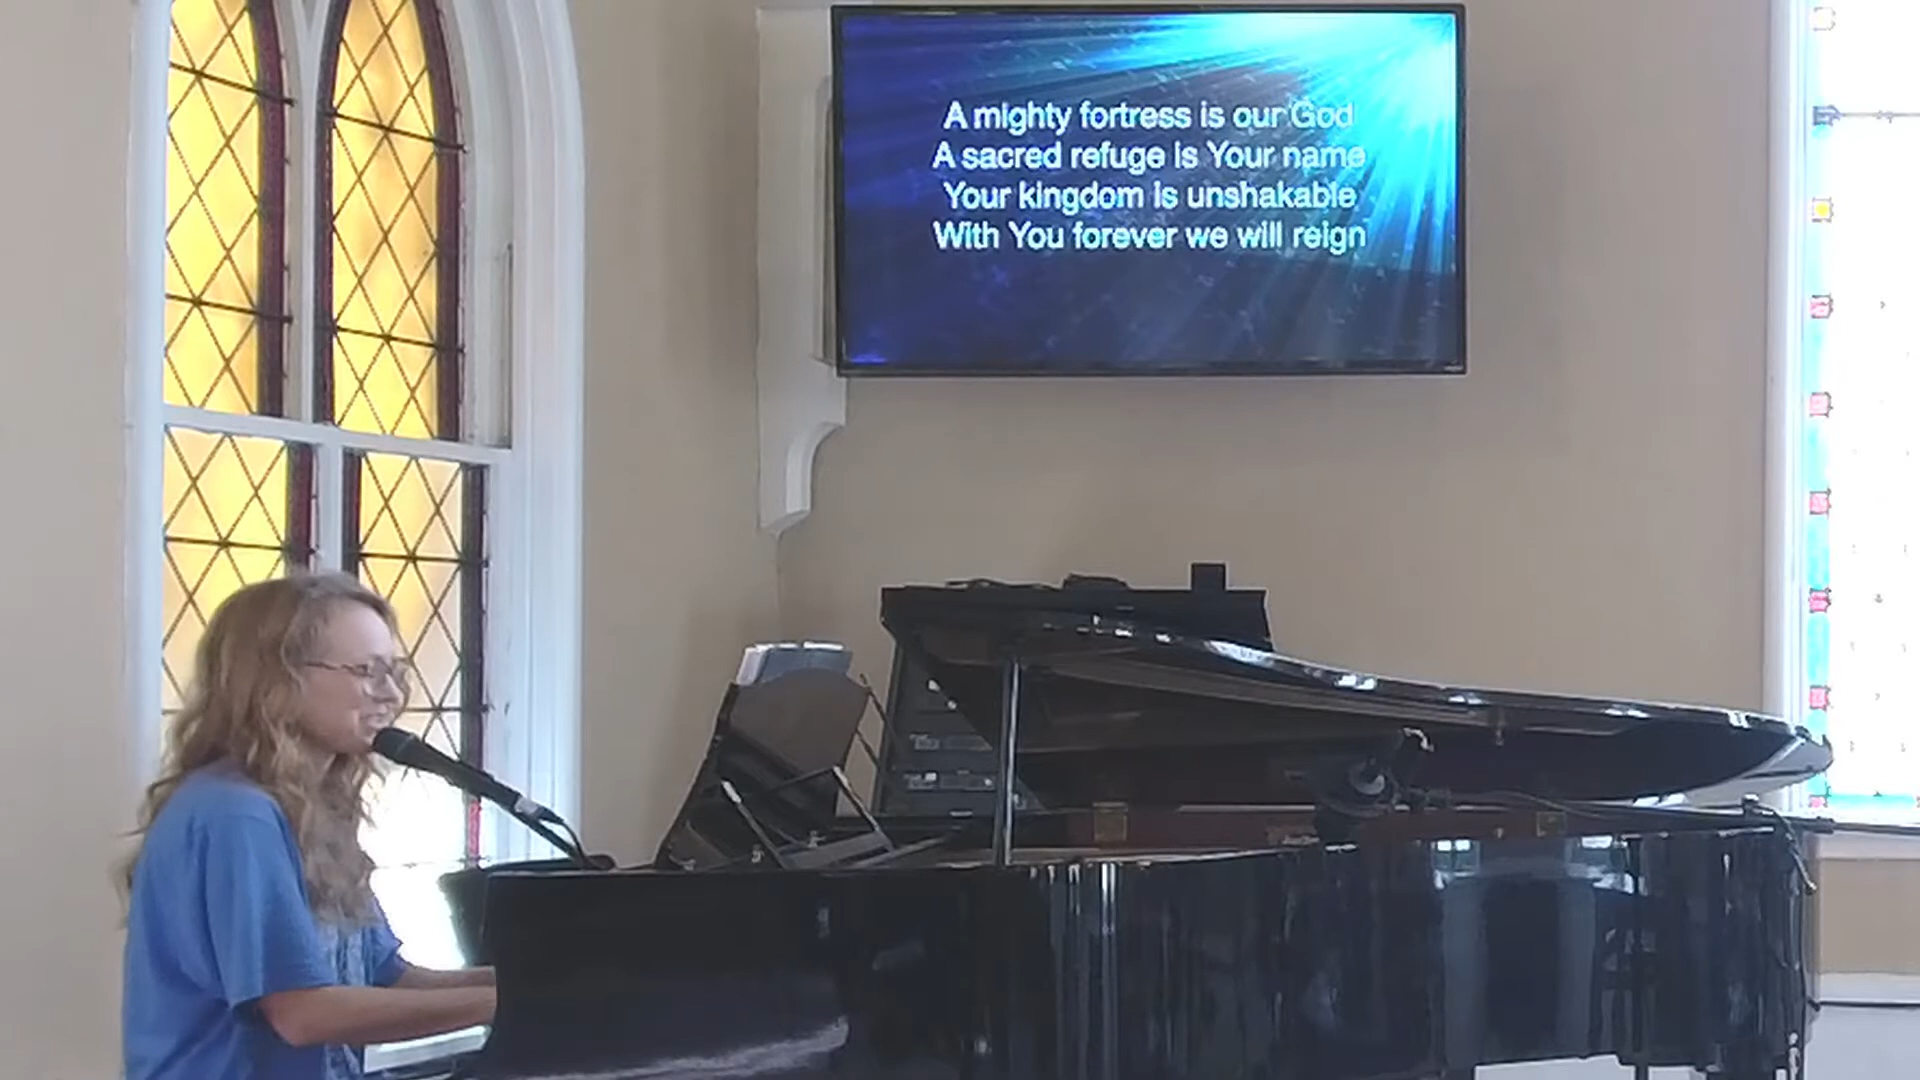 A mighty fortress is our God
A sacred refuge is Your name
Your kingdom is unshakable
With You forever we will reign